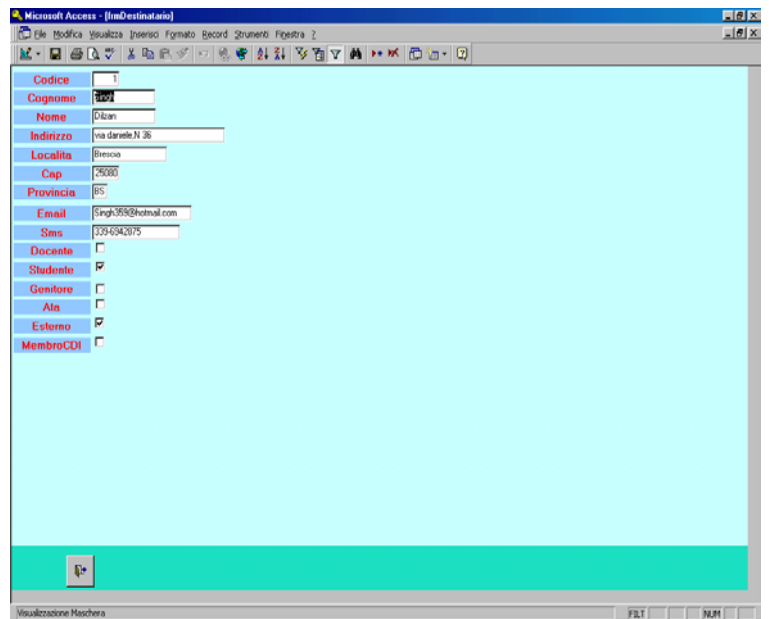 Microsoft Access - [frmDestinatario]
File Modifica Visualizza Inserisci Formato Record Strumenti Finestra ?
Codice 1
Cognome Singh
Nome Dilzan
Indirizzo via daniele,N 36
Localita Brescia
Cap 25080
Provincia BS
Email Singh359@hotmail.com
Sms 339-6942875
Docente
Studente
Genitore
Ata
Esterno
MembroCDI
Visualizzazione Maschera FILT NUM